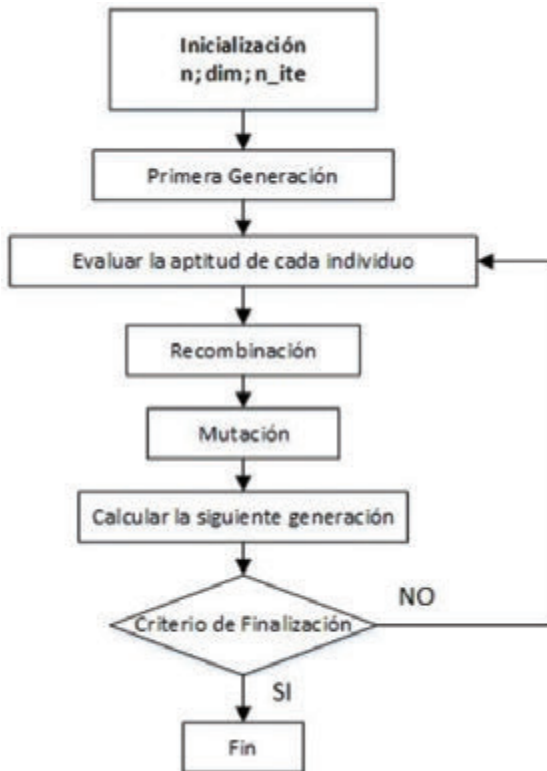 Inicialización
n; dim; n_ite
Primera Generación
Evaluar la aptitud de cada individuo
Recombinación
Mutación
Calcular la siguiente generación
Criterio de Finalización
NO
SI
Fin